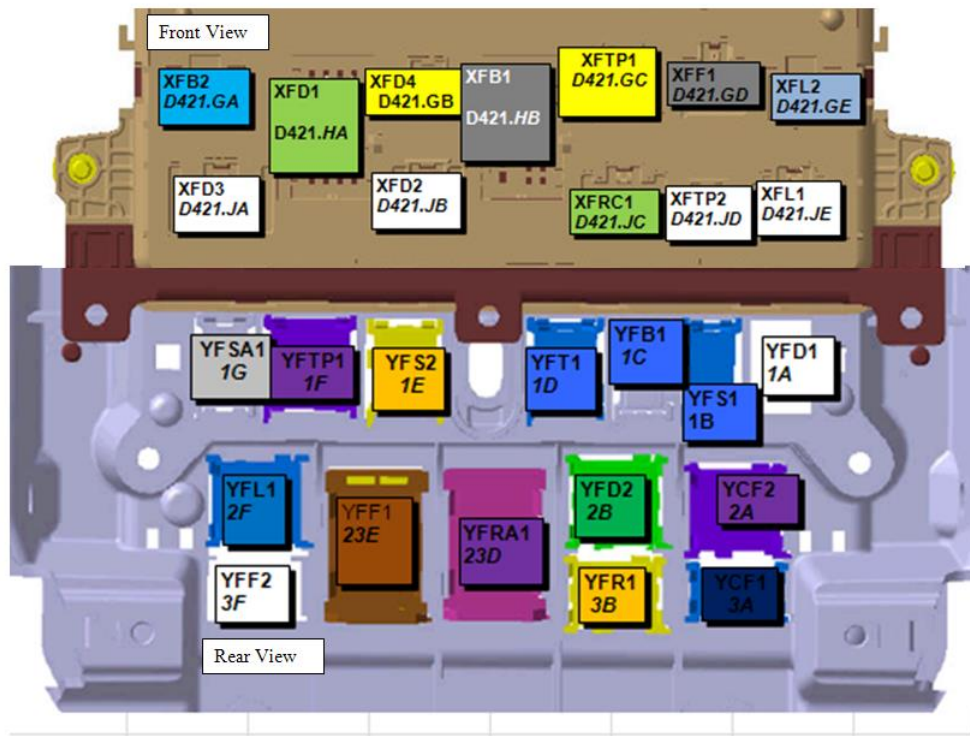 Front View
XFB2
D421.GA
XFD1
D421.HA
XFD4
D421.GB
XFB1
D421.HB
XFTP1
D421.GC
XFF1
D421.GD
XFL2
D421.GE
XFD3
D421.JA
XFD2
D421.JB
XFRC1
D421.JC
XFTP2
D421.JD
XFL1
D421.JE
YFSA1
1G
YFTP1
1F
YFS2
1E
YFT1
1D
YFB1
1C
YFS1
1B
YFD1
1A
YFL1
2F
YFF1
23E
YFRA1
23D
YFD2
2B
YCF2
2A
YFF2
3F
YFR1
3B
YCF1
3A
Rear View